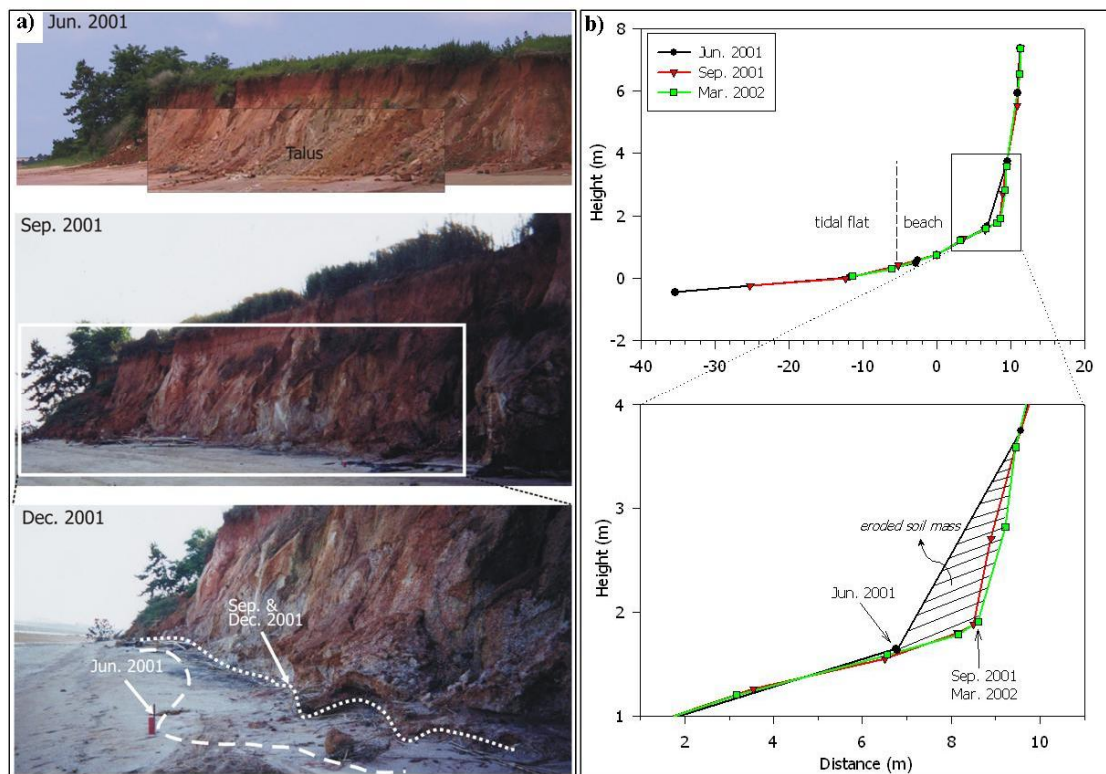 a)
Jun. 2001
Talus
Sep. 2001
Dec. 2001
Sep. &
Dec. 2001
Jun. 2001
b)
Jun. 2001
Sep. 2001
Mar. 2002
Height (m)
8
6
4
2
0
-2
tidal flat
beach
-40
-30
-20
-10
0
10
20
Height (m)
4
3
2
1
eroded soil mass
Jun. 2001
Sep. 2001
Mar. 2002
2
4
6
8
10
Distance (m)